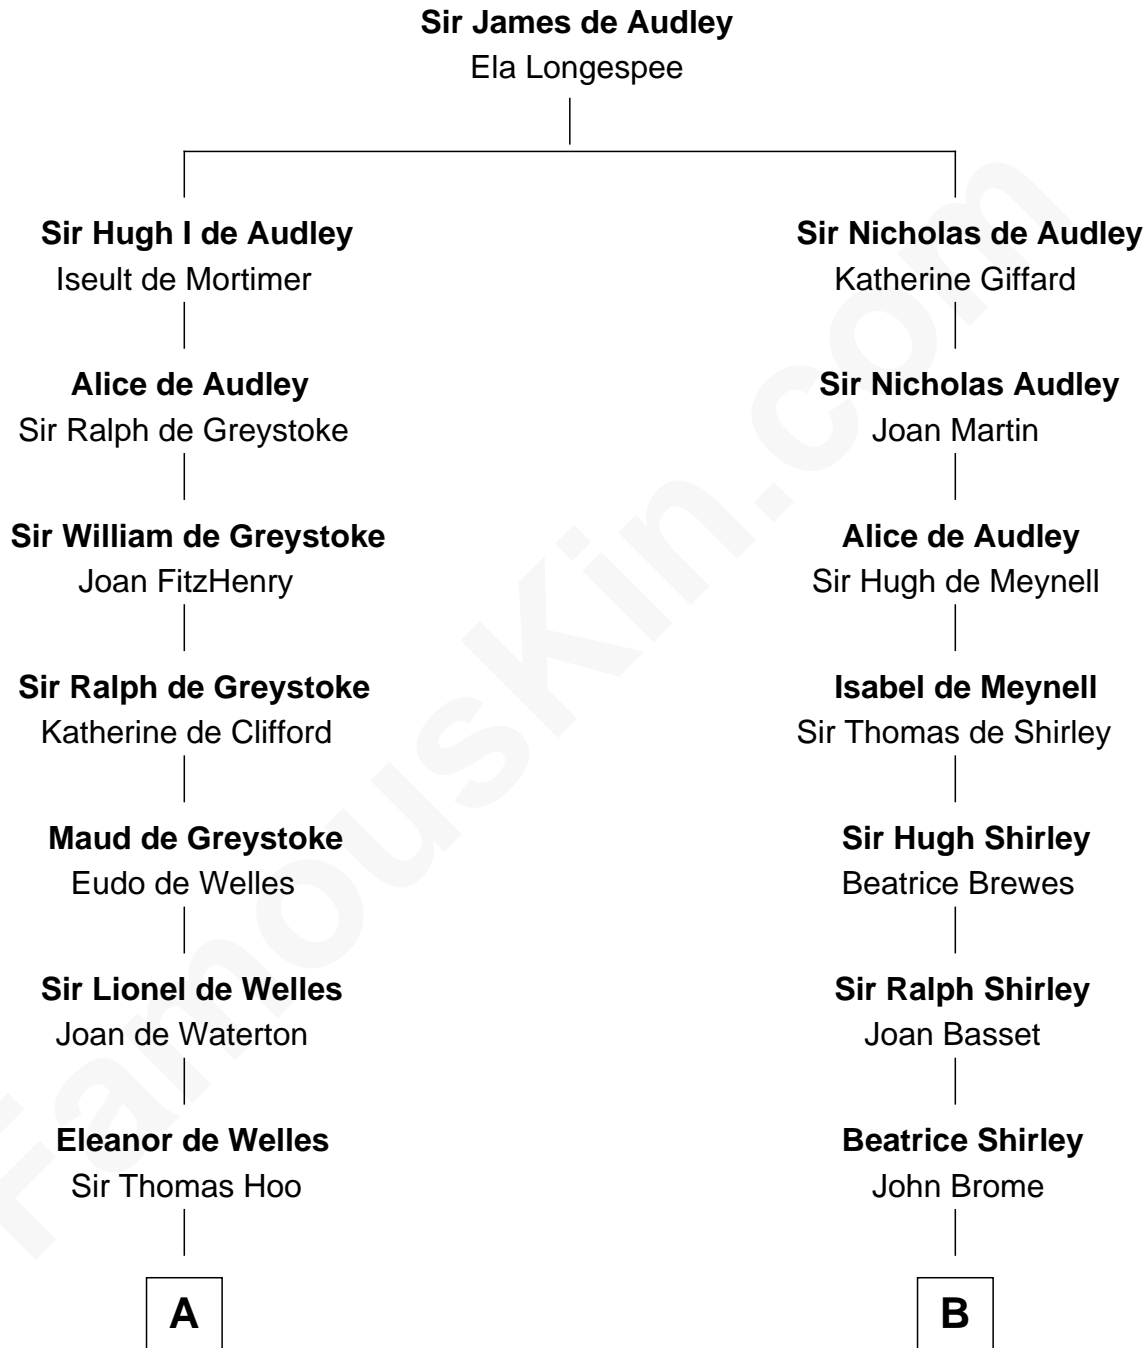 Sir James de Audley
Ela Longespee
Sir Hugh I de Audley
Iseult de Mortimer
Sir Nicholas de Audley
Katherine Giffard
Alice de Audley
Sir Ralph de Greystoke
Sir Nicholas Audley
Joan Martin
Sir William de Greystoke
Joan FitzHenry
Alice de Audley
Sir Hugh de Meynell
Sir Ralph de Greystoke
Katherine de Clifford
Isabel de Meynell
Sir Thomas de Shirley
Maud de Greystoke
Eudo de Welles
Sir Hugh Shirley
Beatrice Brewes
Sir Lionel de Welles
Joan de Waterton
Sir Ralph Shirley
Joan Basset
Eleanor de Welles
Sir Thomas Hoo
Beatrice Shirley
John Brome
A
B
FamousKin.com